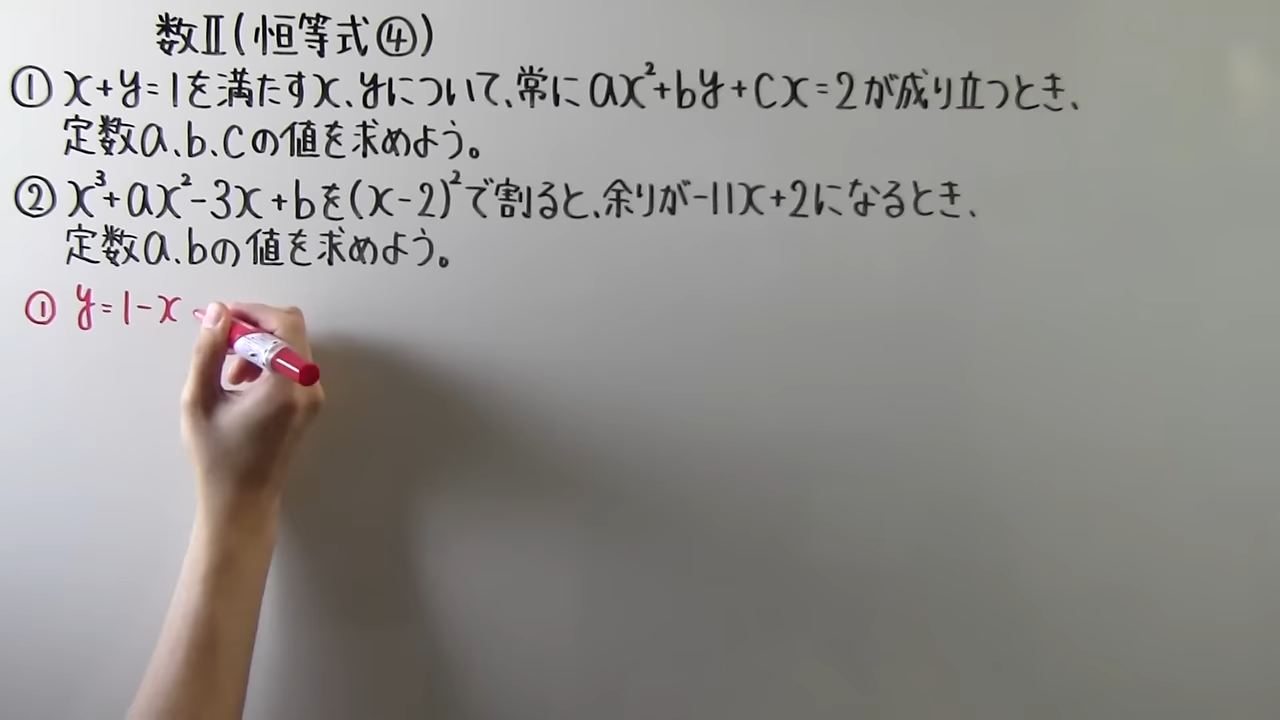 数Ⅱ(恒等式④)
① x+y=1を満たすx、yについて、常にax²+by+cx=2が成り立つとき、
定数a、b、cの値を求めよう。
② x³+ax²-3x+bを(x-2)²で割ると、余りが-11x+2になるとき、
定数a、bの値を求めよう。
① y=1-x